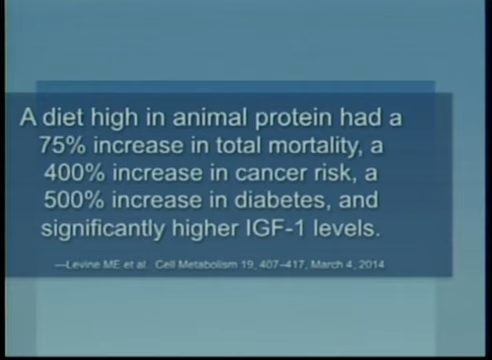 A diet high in animal protein had a
75% increase in total mortality, a
400% increase in cancer risk, a
500% increase in diabetes, and
significantly higher IGF-1 levels.
—Levine ME et al. Cell Metabolism 19, 407–417, March 4, 2014